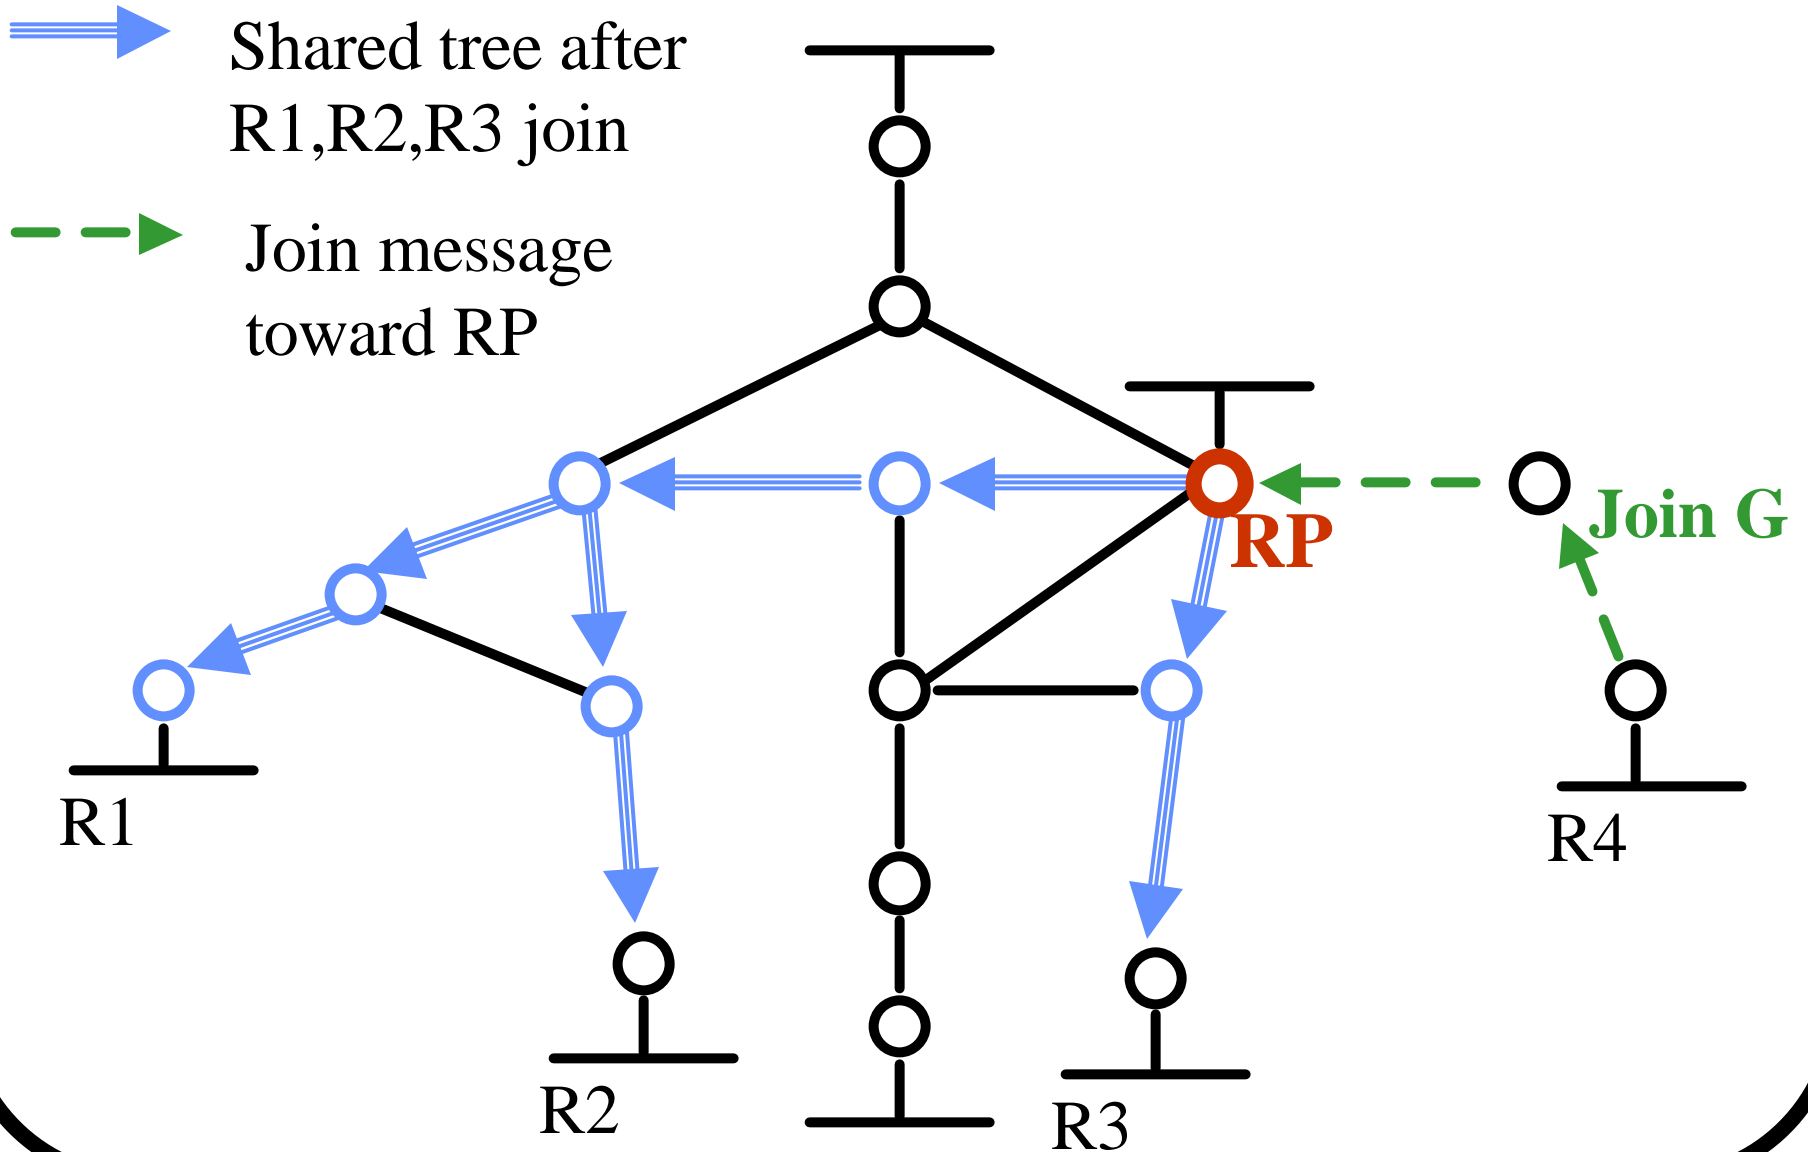 Shared tree after
R1,R2,R3 join
Join message
toward RP
RP
Join G
R1
R4
R2
R3